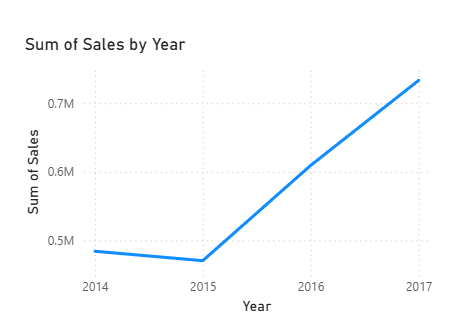 Sum of Sales by Year
0.7M
0.6M
Sum of Sales
0.5M
2014 2015 2016 2017
Year